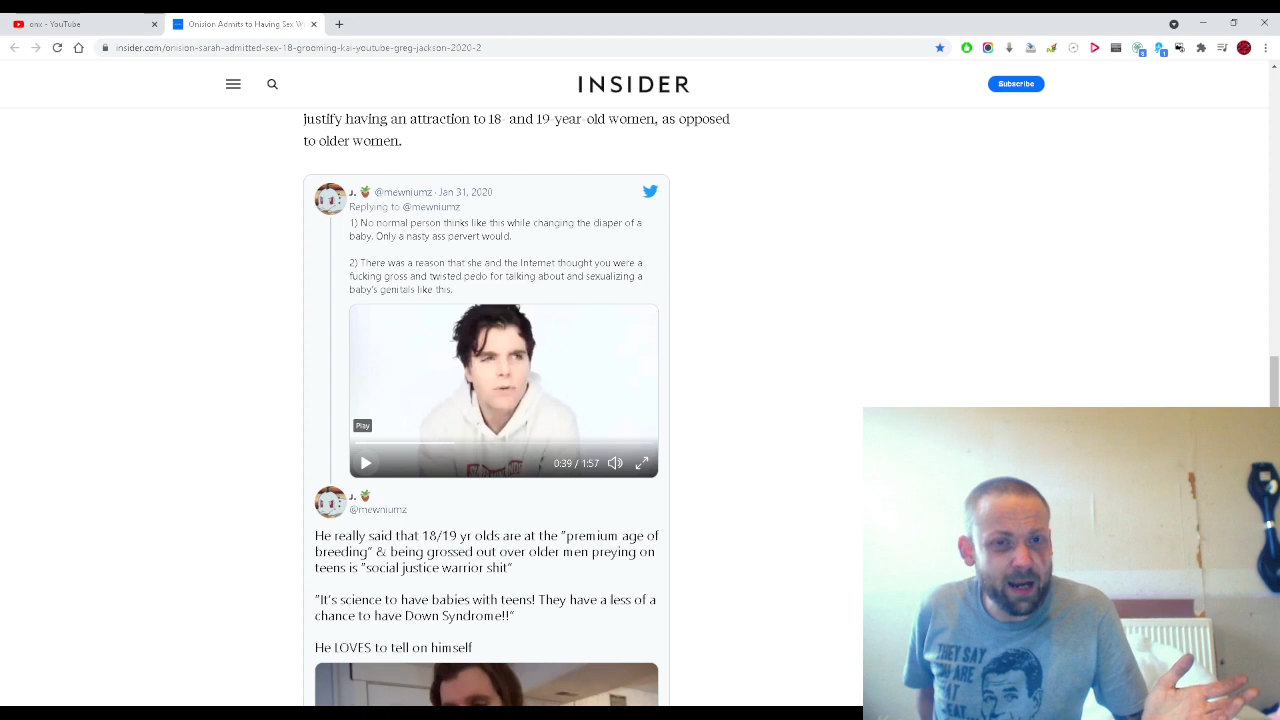 onx - YouTube
Onision Admits to Having Sex W
insider.com/onision-sarah-admitted-sex-18-grooming-kai-youtube-greg-jackson-2020-2
INSIDER
Subscribe
justify having an attraction to 18- and 19-year-old women, as opposed
to older women.
J. @mewniumz · Jan 31, 2020
Replying to @mewniumz
1) No normal person thinks like this while changing the diaper of a
baby. Only a nasty ass pervert would.
2) There was a reason that she and the Internet thought you were a
fucking gross and twisted pedo for talking about and sexualizing a
baby's genitals like this.
Play
0:39 / 1:57
J.
@mewniumz
He really said that 18/19 yr olds are at the "premium age of
breeding" & being grossed out over older men preying on
teens is "social justice warrior shit"
"It's science to have babies with teens! They have a less of a
chance to have Down Syndrome!!"
He LOVES to tell on himself
THEY SAY
YOU ARE
EAT